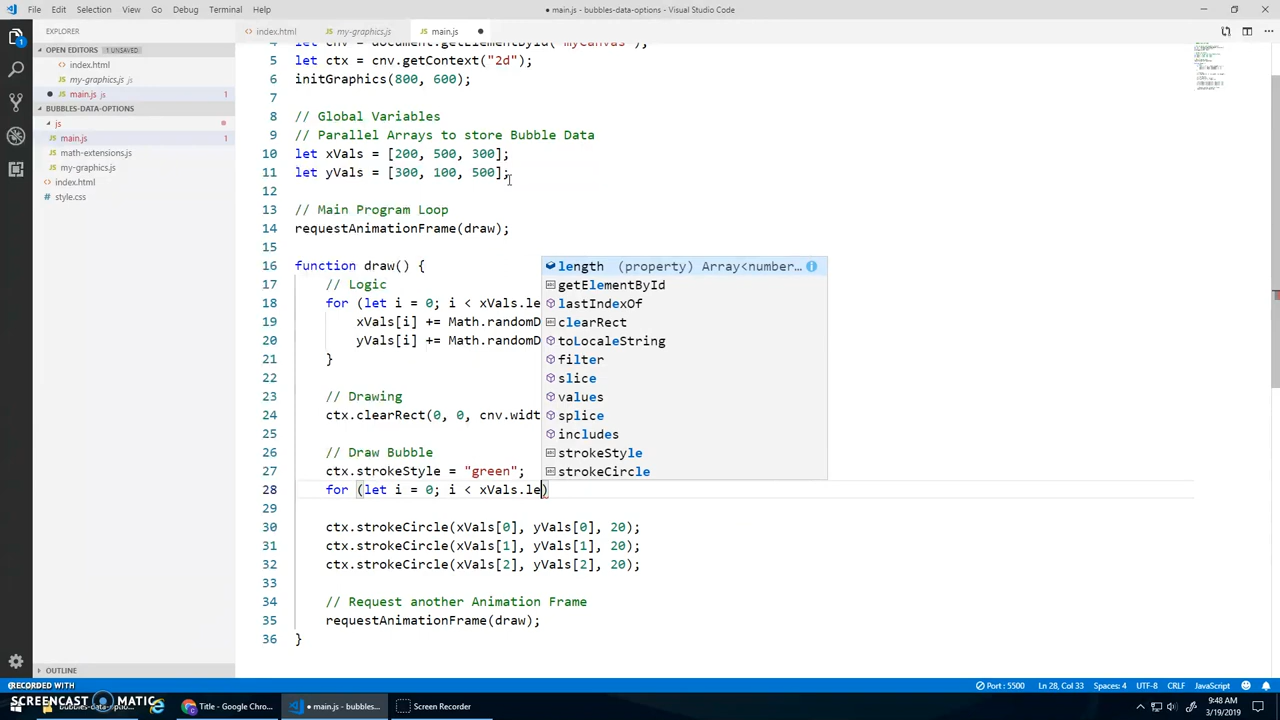 File Edit Selection View Go Debug Terminal Help
● main.js - bubbles-data-options - Visual Studio Code
EXPLORER
JS index.html
JS my-graphics.js
JS main.js ●
OPEN EDITORS 1 UNSAVED
index.html
my-graphics.js js
● main.js js 1
BUBBLES-DATA-OPTIONS
js
main.js 1
math-extensions.js
my-graphics.js
index.html
style.css
4 let cnv = document.getElementById("myCanvas");
5 let ctx = cnv.getContext("2d");
6 initGraphics(800, 600);
7
8 // Global Variables
9 // Parallel Arrays to store Bubble Data
10 let xVals = [200, 500, 300];
11 let yVals = [300, 100, 500];
12
13 // Main Program Loop
14 requestAnimationFrame(draw);
15
16 function draw() {
17 // Logic
18 for (let i = 0; i < xVals.le
19 xVals[i] += Math.randomD
20 yVals[i] += Math.randomD
21 }
22
23 // Drawing
24 ctx.clearRect(0, 0, cnv.widt
25
26 // Draw Bubble
27 ctx.strokeStyle = "green";
28 for (let i = 0; i < xVals.le)
29
30 ctx.strokeCircle(xVals[0], yVals[0], 20);
31 ctx.strokeCircle(xVals[1], yVals[1], 20);
32 ctx.strokeCircle(xVals[2], yVals[2], 20);
33
34 // Request another Animation Frame
35 requestAnimationFrame(draw);
36 }
length (property) Array<number...
getElementById
lastIndexOf
clearRect
toLocaleString
filter
slice
values
splice
includes
strokeStyle
strokeCircle
OUTLINE
RECORDED WITH
SCREENCAST MATIC
Port : 5500 Ln 28, Col 33 Spaces: 4 UTF-8 CRLF JavaScript 1
Title - Google Chro...
● main.js - bubbles-...
Screen Recorder
9:48 AM
3/19/2019